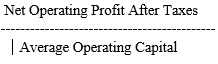 Net Operating Profit After Taxes
Average Operating Capital